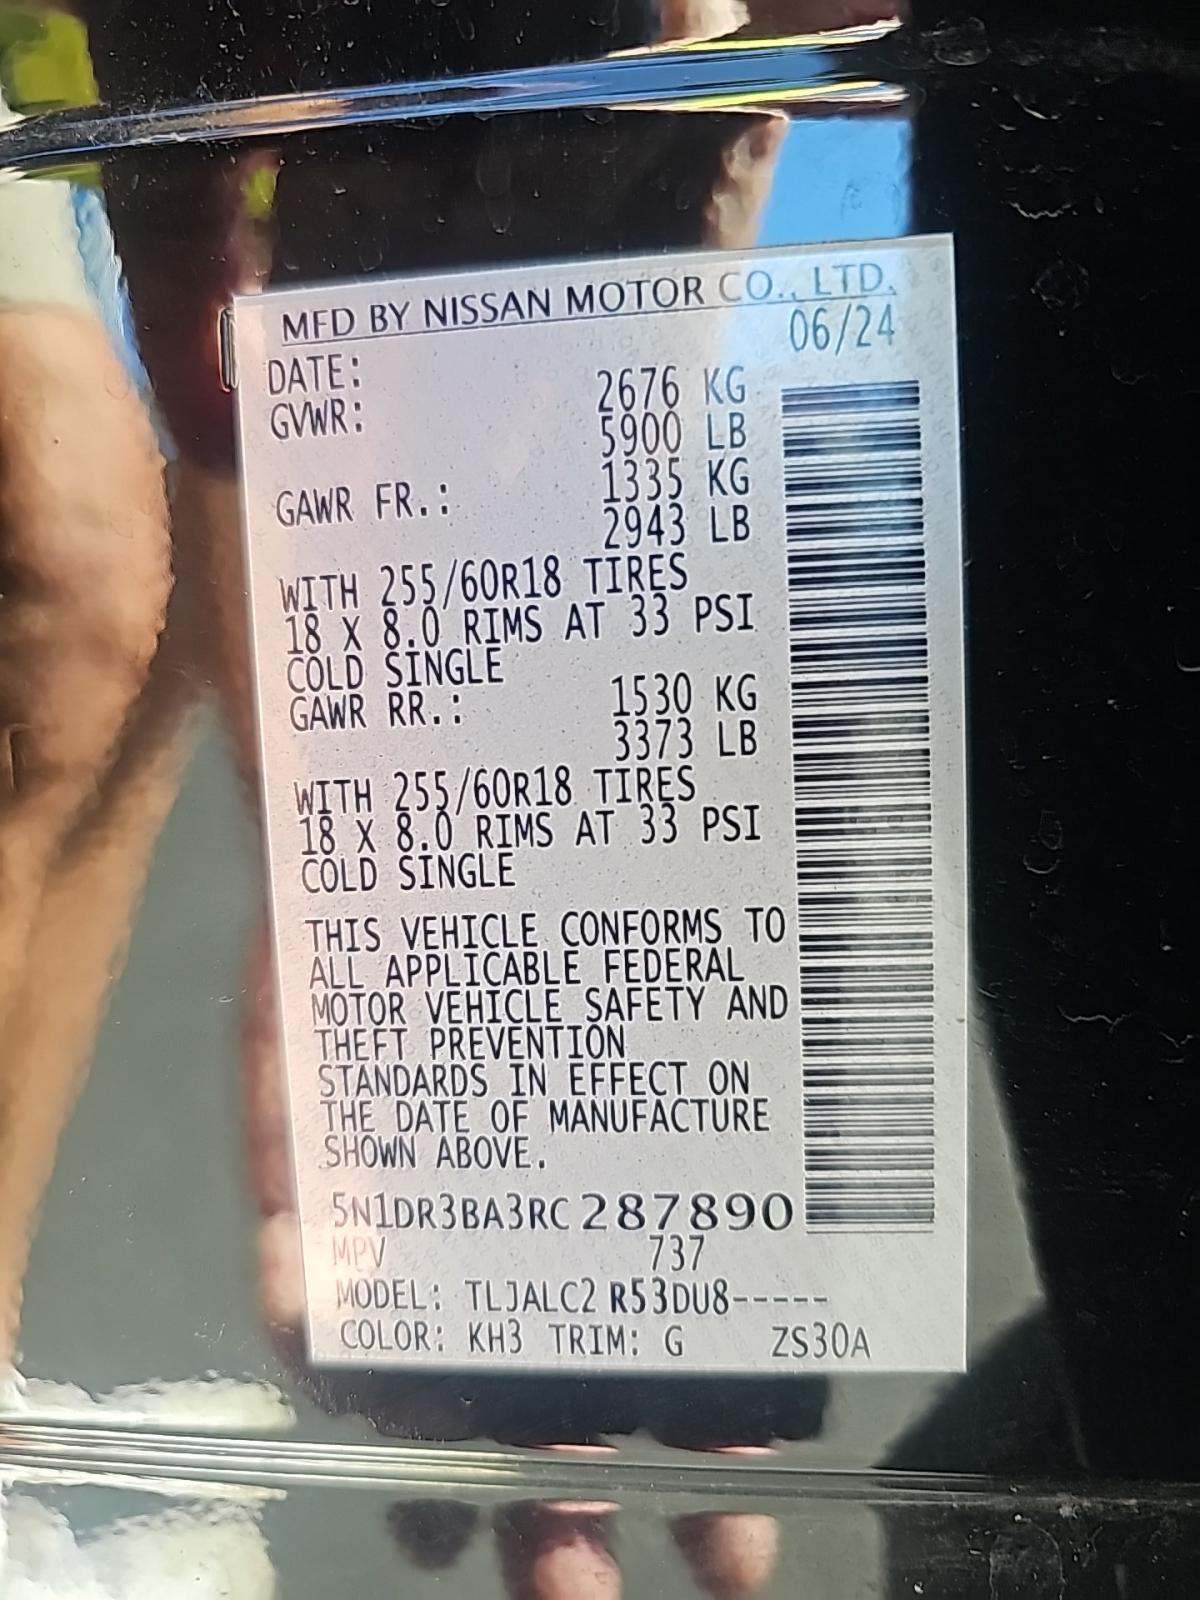 MFD BY NISSAN MOTOR CO., LTD.
DATE: 06/24
GVWR: 2676 KG
5900 LB
GAWR FR.: 1335 KG
2943 LB
WITH 255/60R18 TIRES
18 X 8.0 RIMS AT 33 PSI
COLD SINGLE
GAWR RR.: 1530 KG
3373 LB
WITH 255/60R18 TIRES
18 X 8.0 RIMS AT 33 PSI
COLD SINGLE
THIS VEHICLE CONFORMS TO
ALL APPLICABLE FEDERAL
MOTOR VEHICLE SAFETY AND
THEFT PREVENTION
STANDARDS IN EFFECT ON
THE DATE OF MANUFACTURE
SHOWN ABOVE.
5N1DR3BA3RC287890
MPV 737
MODEL: TLJALC2 R53DU8-----
COLOR: KH3 TRIM: G ZS30A